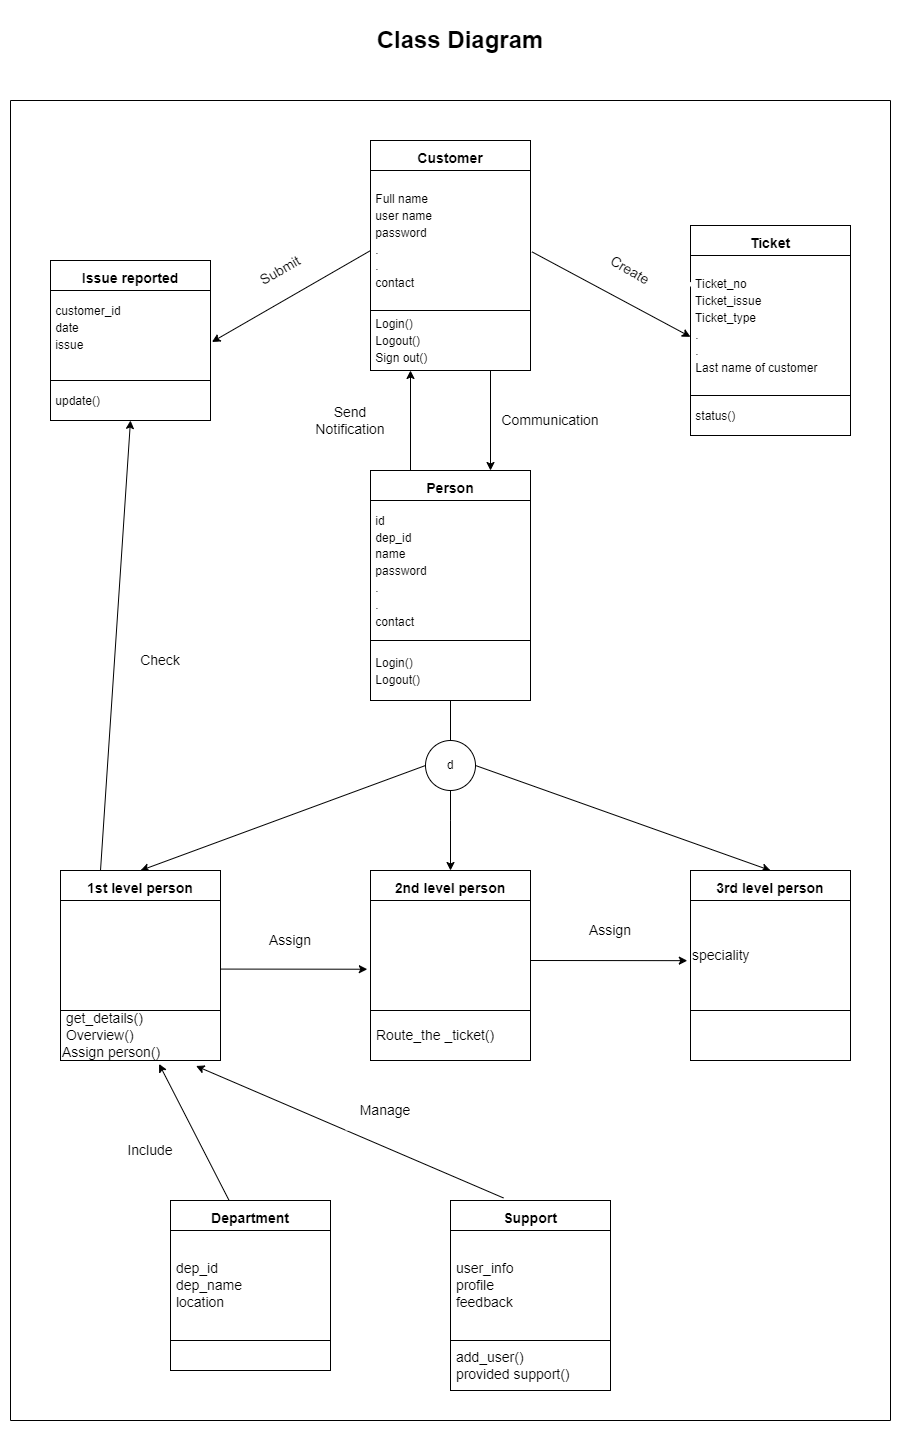 Class Diagram
Customer
Full name
user name
password
.
.
contact
Login()
Logout()
Sign out()
Submit
Create
Issue reported
customer_id
date
issue
update()
Ticket
Ticket_no
Ticket_issue
Ticket_type
.
.
Last name of customer
status()
Send
Notification
Communication
Person
id
dep_id
name
password
.
.
contact
Login()
Logout()
Check
d
1st level person
get_details()
Overview()
Assign person()
Assign
2nd level person
Route_the _ticket()
Assign
3rd level person
speciality
Include
Manage
Department
dep_id
dep_name
location
Support
user_info
profile
feedback
add_user()
provided support()